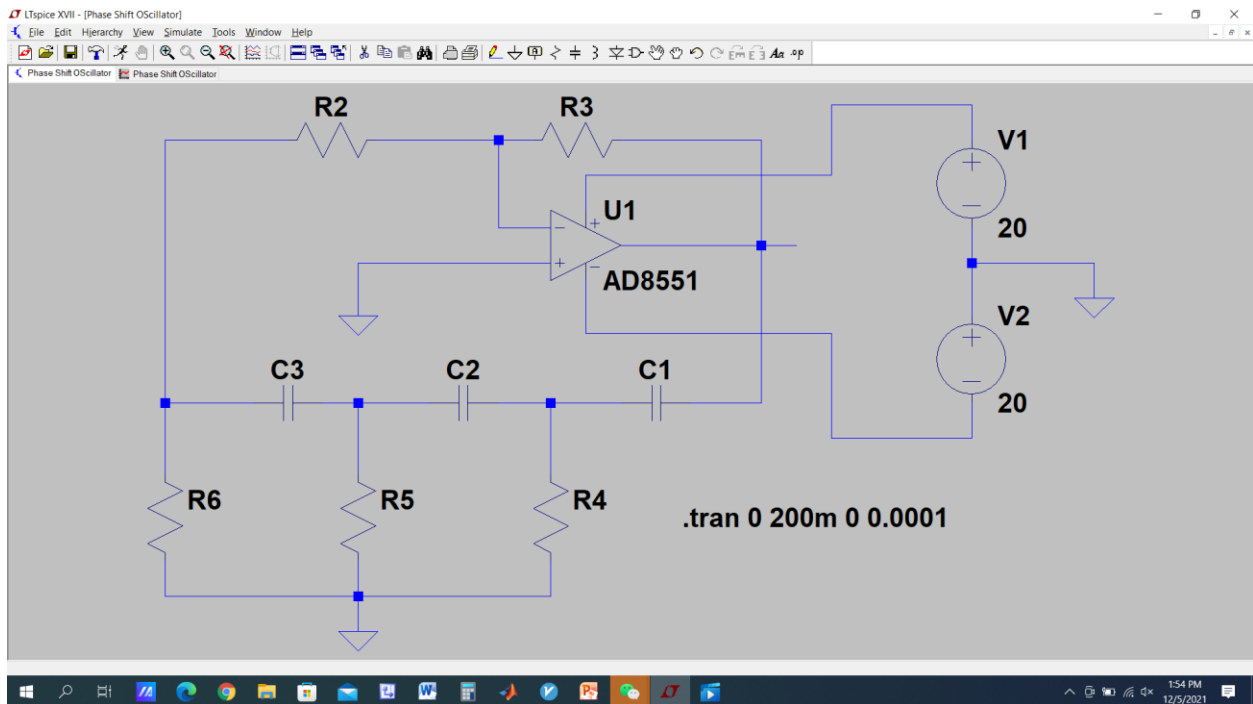 LTspice XVII - [Phase Shift OScillator]
File Edit Hierarchy View Simulate Tools Window Help
Phase Shift OScillator Phase Shift OScillator
R2 R3
V1
20
U1
AD8551
V2
20
C3 C2 C1
R6 R5 R4
.tran 0 200m 0 0.0001
1:54 PM
12/5/2021